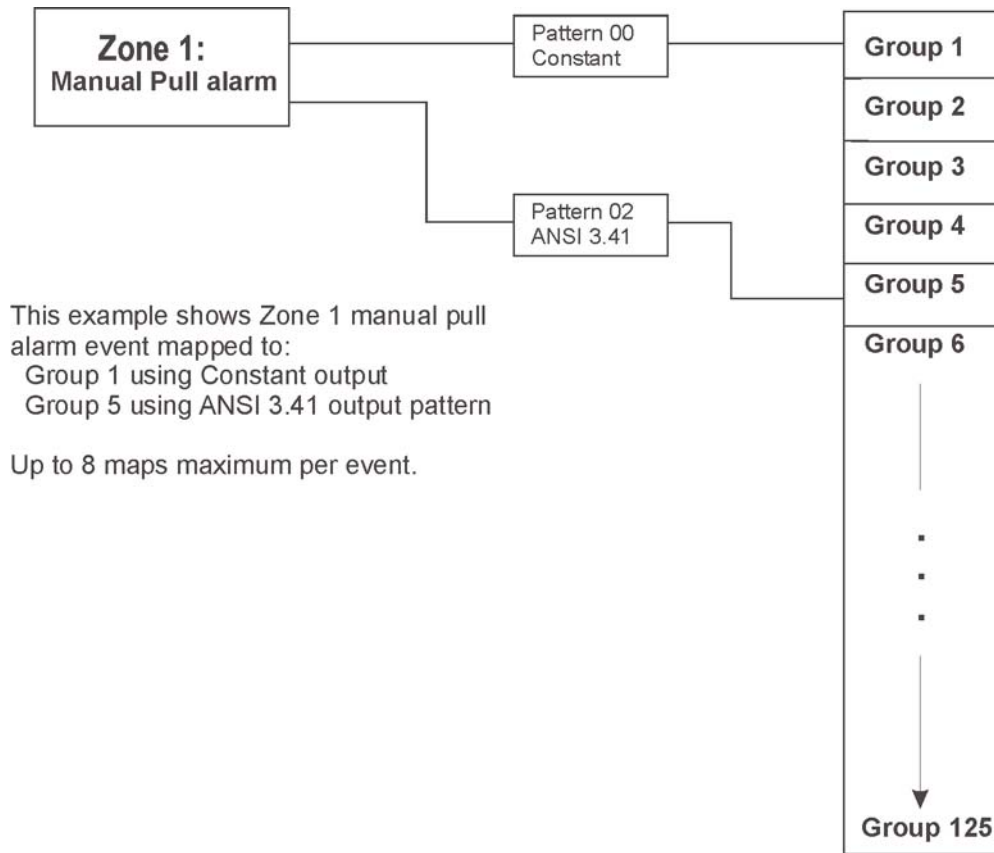 Zone 1:
Manual Pull alarm
Pattern 00
Constant
Pattern 02
ANSI 3.41
Group 1
Group 2
Group 3
Group 4
Group 5
Group 6
Group 125
This example shows Zone 1 manual pull
alarm event mapped to:
Group 1 using Constant output
Group 5 using ANSI 3.41 output pattern
Up to 8 maps maximum per event.